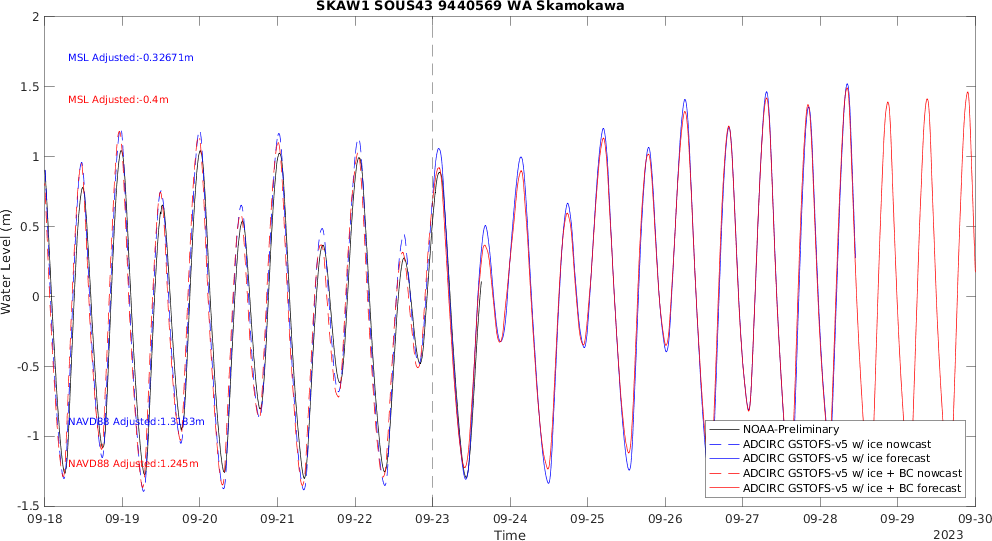 SKAW1 SOUS43 9440569 WA Skamokawa
2
1.5
1
0.5
0
-0.5
-1
-1.5
Water Level (m)
MSL Adjusted:-0.32671m
MSL Adjusted:-0.4m
NAVD88 Adjusted:1.3183m
NAVD88 Adjusted:1.245m
NOAA-Preliminary
ADCIRC GSTOFS-v5 w/ ice nowcast
ADCIRC GSTOFS-v5 w/ ice forecast
ADCIRC GSTOFS-v5 w/ ice + BC nowcast
ADCIRC GSTOFS-v5 w/ ice + BC forecast
09-18 09-19 09-20 09-21 09-22 09-23 09-24 09-25 09-26 09-27 09-28 09-29 09-30
Time
2023